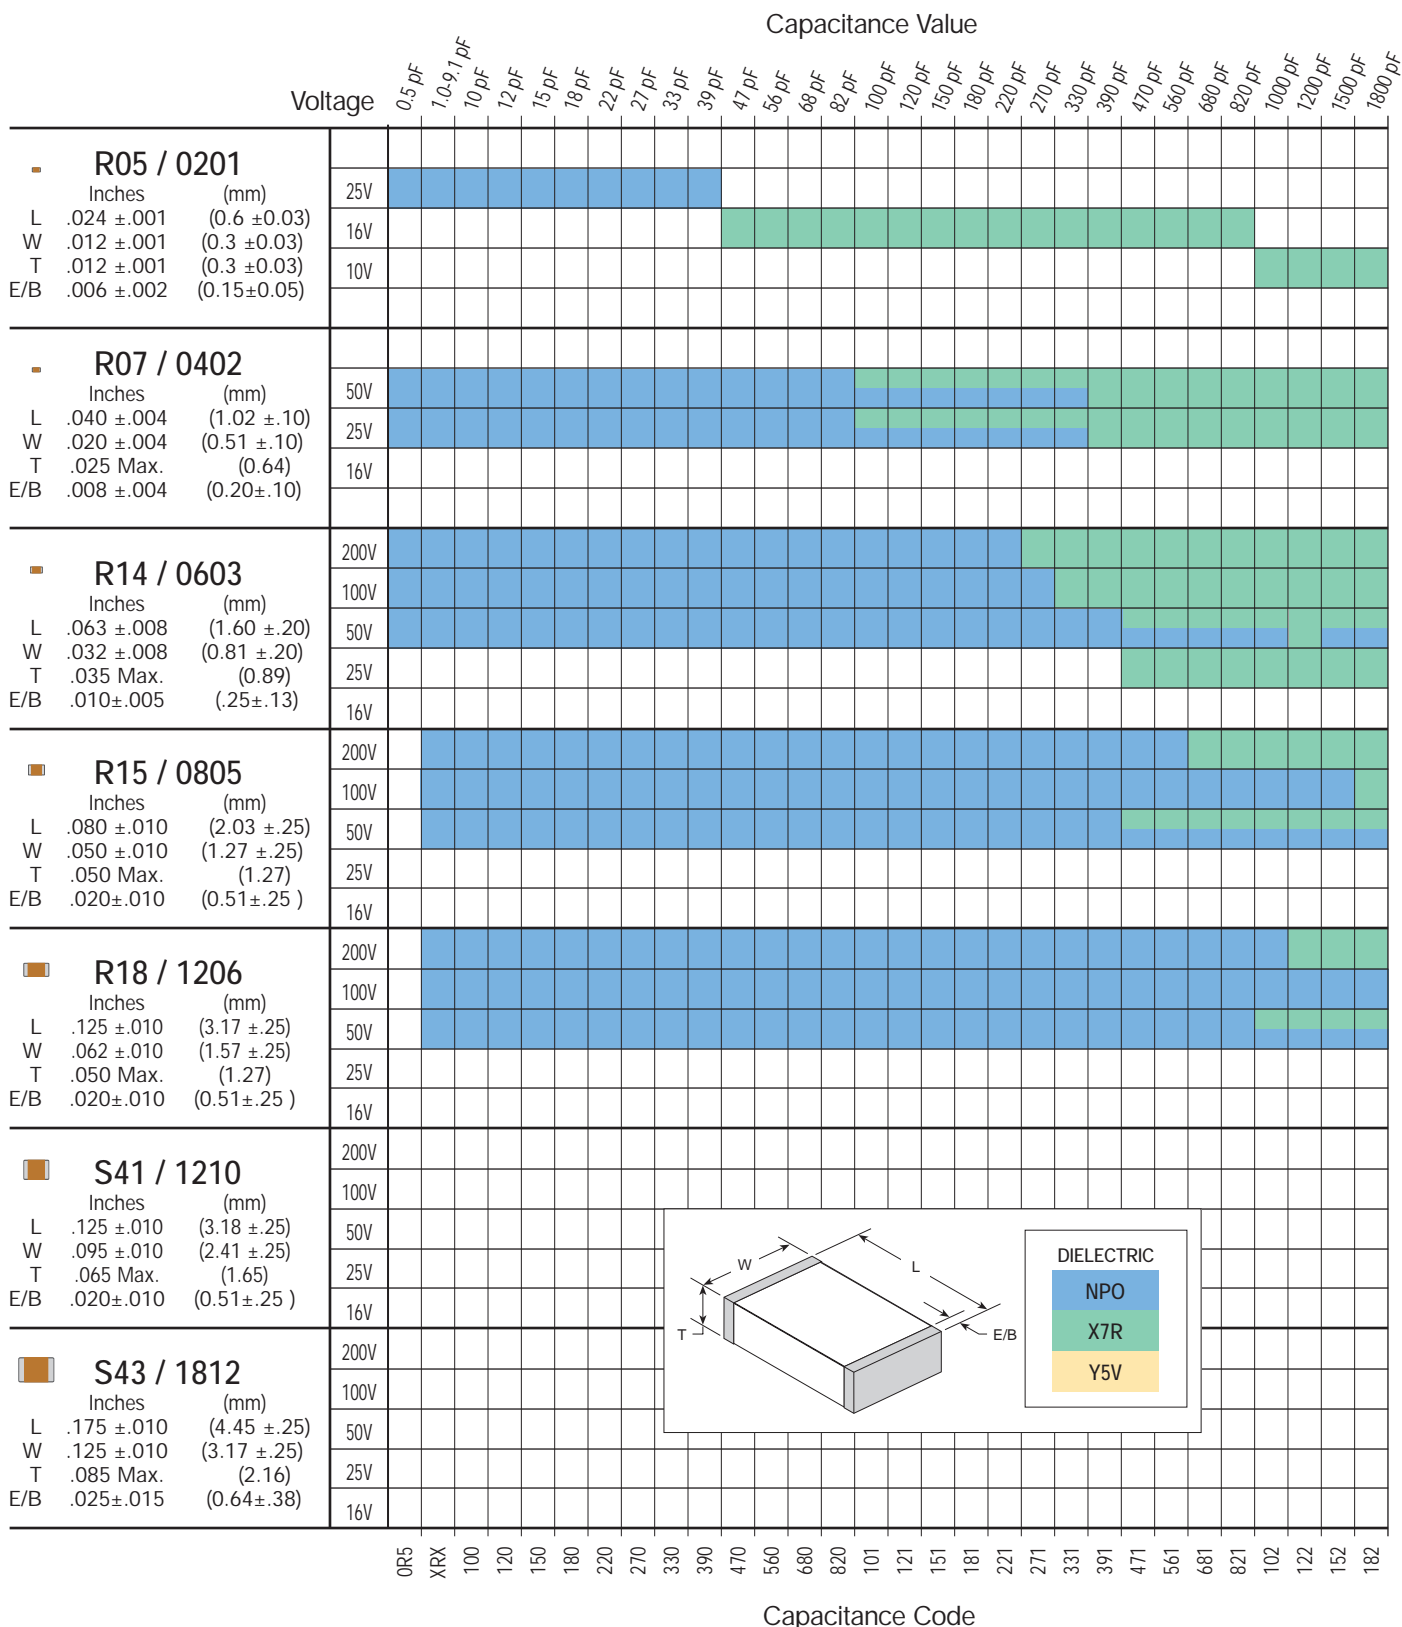 Capacitance Value
Voltage 0.5 pF 1.0-9.1 pF 10 pF 12 pF 15 pF 18 pF 22 pF 27 pF 33 pF 39 pF 47 pF 56 pF 68 pF 82 pF 100 pF 120 pF 150 pF 180 pF 220 pF 270 pF 330 pF 390 pF 470 pF 560 pF 680 pF 820 pF 1000 pF 1200 pF 1500 pF 1800 pF
R05 / 0201
Inches (mm)
L .024 ±.001 (0.6 ±0.03)
W .012 ±.001 (0.3 ±0.03)
T .012 ±.001 (0.3 ±0.03)
E/B .006 ±.002 (0.15±0.05)
25V
16V
10V
R07 / 0402
Inches (mm)
L .040 ±.004 (1.02 ±.10)
W .020 ±.004 (0.51 ±.10)
T .025 Max. (0.64)
E/B .008 ±.004 (0.20±.10)
50V
25V
16V
R14 / 0603
Inches (mm)
L .063 ±.008 (1.60 ±.20)
W .032 ±.008 (0.81 ±.20)
T .035 Max. (0.89)
E/B .010±.005 (.25±.13)
200V
100V
50V
25V
16V
R15 / 0805
Inches (mm)
L .080 ±.010 (2.03 ±.25)
W .050 ±.010 (1.27 ±.25)
T .050 Max. (1.27)
E/B .020±.010 (0.51±.25 )
200V
100V
50V
25V
16V
R18 / 1206
Inches (mm)
L .125 ±.010 (3.17 ±.25)
W .062 ±.010 (1.57 ±.25)
T .050 Max. (1.27)
E/B .020±.010 (0.51±.25 )
200V
100V
50V
25V
16V
S41 / 1210
Inches (mm)
L .125 ±.010 (3.18 ±.25)
W .095 ±.010 (2.41 ±.25)
T .065 Max. (1.65)
E/B .020±.010 (0.51±.25 )
200V
100V
50V
25V
16V
S43 / 1812
Inches (mm)
L .175 ±.010 (4.45 ±.25)
W .125 ±.010 (3.17 ±.25)
T .085 Max. (2.16)
E/B .025±.015 (0.64±.38)
200V
100V
50V
25V
16V
W
L
T
E/B
DIELECTRIC
NPO
X7R
Y5V
0R5 XRX 100 120 150 180 220 270 330 390 470 560 680 820 101 121 151 181 221 271 331 391 471 561 681 821 102 122 152 182
Capacitance Code